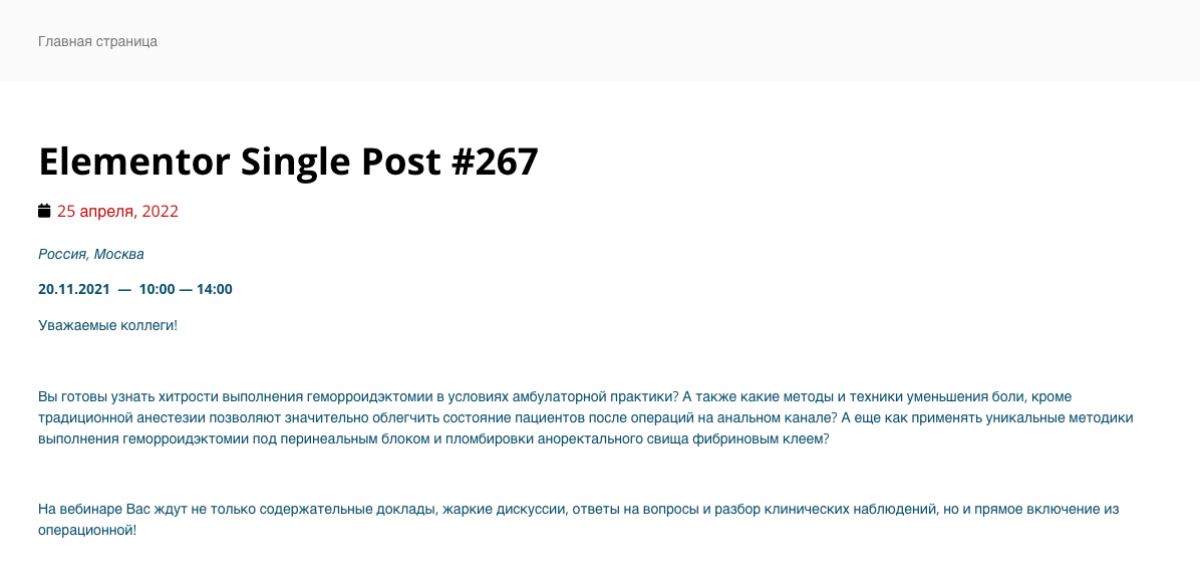 Главная страница
Elementor Single Post #267
25 апреля, 2022
Россия, Москва
20.11.2021 — 10:00 — 14:00
Уважаемые коллеги!
Вы готовы узнать хитрости выполнения геморроидэктомии в условиях амбулаторной практики? А также какие методы и техники уменьшения боли, кроме
традиционной анестезии позволяют значительно облегчить состояние пациентов после операций на анальном канале? А еще как применять уникальные методики
выполнения геморроидэктомии под перинеальным блоком и пломбировки аноректального свища фибриновым клеем?
На вебинаре Вас ждут не только содержательные доклады, жаркие дискуссии, ответы на вопросы и разбор клинических наблюдений, но и прямое включение из
операционной!